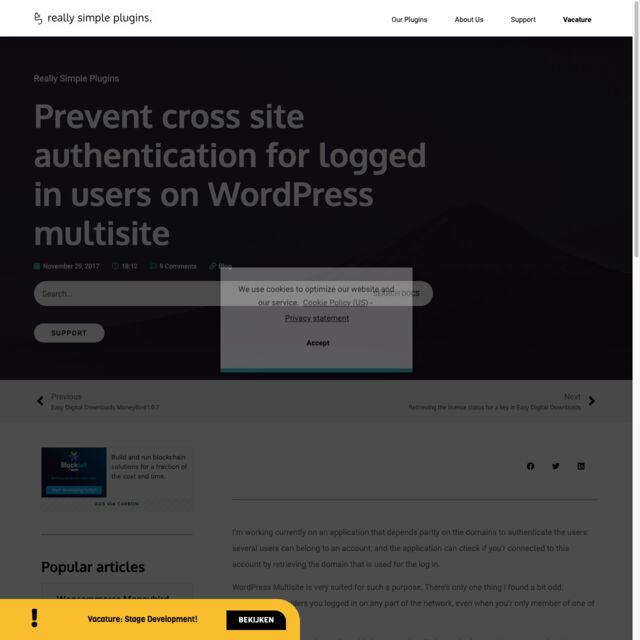 really simple plugins.
Our Plugins
About Us
Support
Vacature
Really Simple Plugins
Prevent cross site
authentication for logged
in users on WordPress
multisite
November 29, 2017
18:12
9 Comments
Blog
Search...
SEARCH DOCS
SUPPORT
We use cookies to optimize our website and
our service. Cookie Policy (US) -
Privacy statement
Accept
Previous
Easy Digital Downloads MoneyBird 1.0.7
Next
Retrieving the license status for a key in Easy Digital Downloads
Build and run blockchain
solutions for a fraction of
the cost and time.
ADS VIA CARBON
Popular articles
I'm working currently on an application that depends partly on the domains to authenticate the users:
several users can belong to an account, and the application can check if you'r connected to this
account by retrieving the domain that is used for the log in.
WordPress Multisite is very suited for such a purpose. There's only one thing I found a bit odd:
you logged in on any part of the network, even when you'r only member of one of
Vacature: Stage Development!
BEKIJKEN